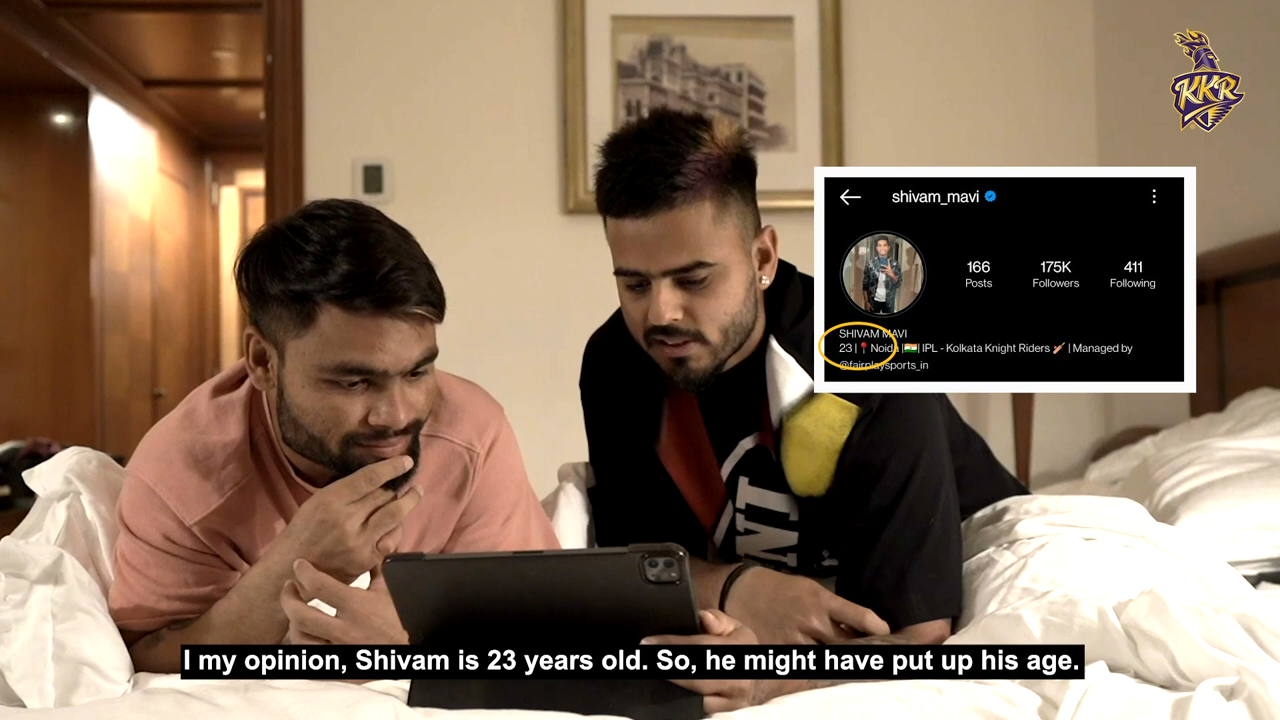 KKR
shivam_mavi
166
175K
411
Posts
Followers
Following
SHIVAM MAVI
23 |📍 Noida |🇮🇳| IPL - Kolkata Knight Riders 🏏 | Managed by
@fairplaysports_in
I my opinion, Shivam is 23 years old. So, he might have put up his age.